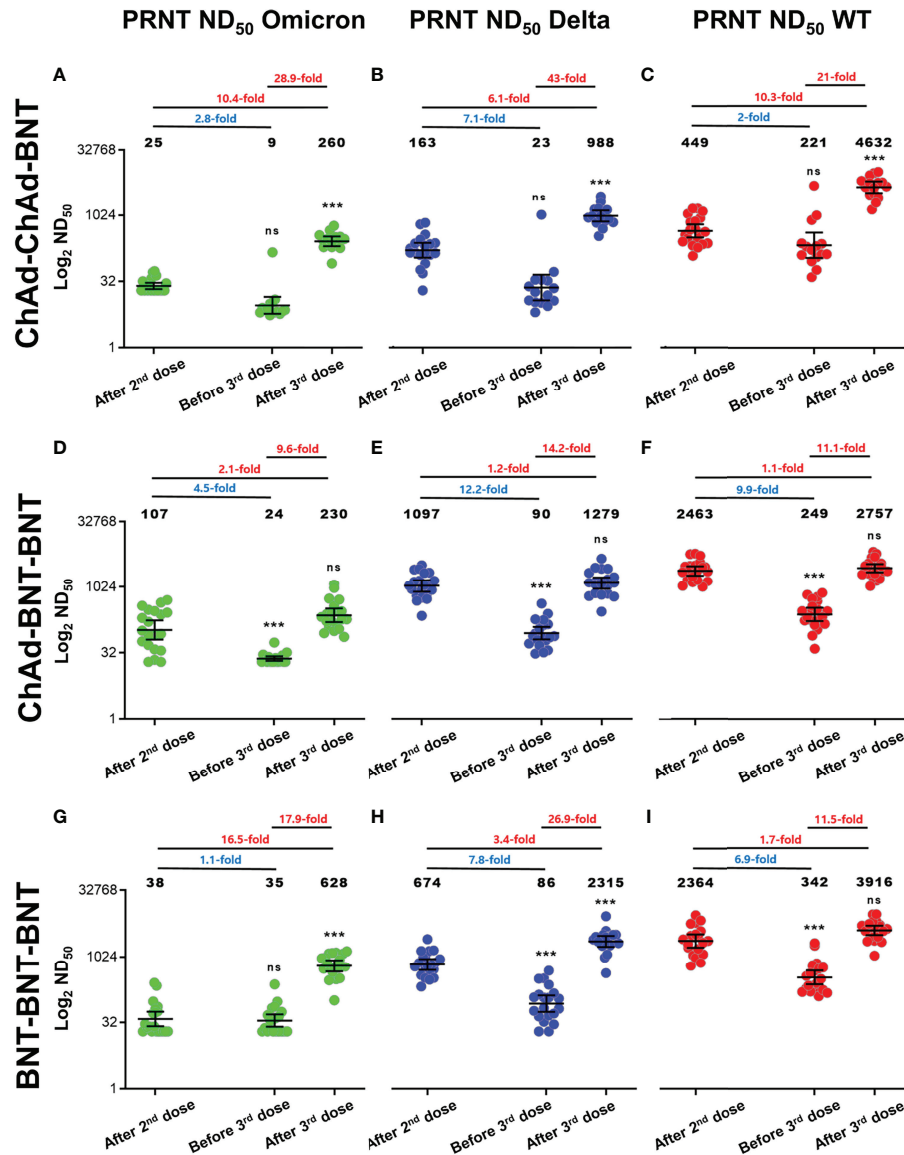 PRNT ND50 Omicron PRNT ND50 Delta PRNT ND50 WT
ChAd-ChAd-BNT
A
28.9-fold
10.4-fold
2.8-fold
25 9 260
32768
1024
32
1
Log2 ND50
ns ***
After 2nd dose
Before 3rd dose
After 3rd dose
B
43-fold
6.1-fold
7.1-fold
163 23 988
ns ***
After 2nd dose
Before 3rd dose
After 3rd dose
C
21-fold
10.3-fold
2-fold
449 221 4632
ns ***
After 2nd dose
Before 3rd dose
After 3rd dose
ChAd-BNT-BNT
D
9.6-fold
2.1-fold
4.5-fold
107 24 230
32768
1024
32
1
Log2 ND50
*** ns
After 2nd dose
Before 3rd dose
After 3rd dose
E
14.2-fold
1.2-fold
12.2-fold
1097 90 1279
*** ns
After 2nd dose
Before 3rd dose
After 3rd dose
F
11.1-fold
1.1-fold
9.9-fold
2463 249 2757
*** ns
After 2nd dose
Before 3rd dose
After 3rd dose
BNT-BNT-BNT
G
17.9-fold
16.5-fold
1.1-fold
38 35 628
32768
1024
32
1
Log2 ND50
ns ***
After 2nd dose
Before 3rd dose
After 3rd dose
H
26.9-fold
3.4-fold
7.8-fold
674 86 2315
*** ***
After 2nd dose
Before 3rd dose
After 3rd dose
I
11.5-fold
1.7-fold
6.9-fold
2364 342 3916
*** ns
After 2nd dose
Before 3rd dose
After 3rd dose